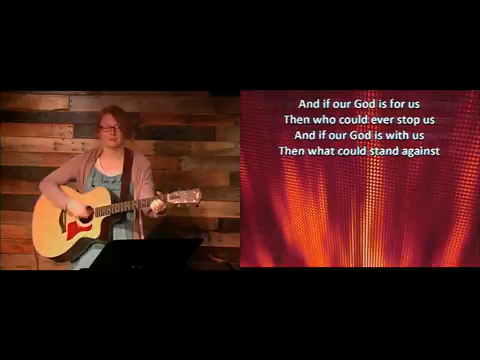 And if our God is for us
Then who could ever stop us
And if our God is with us
Then what could stand against